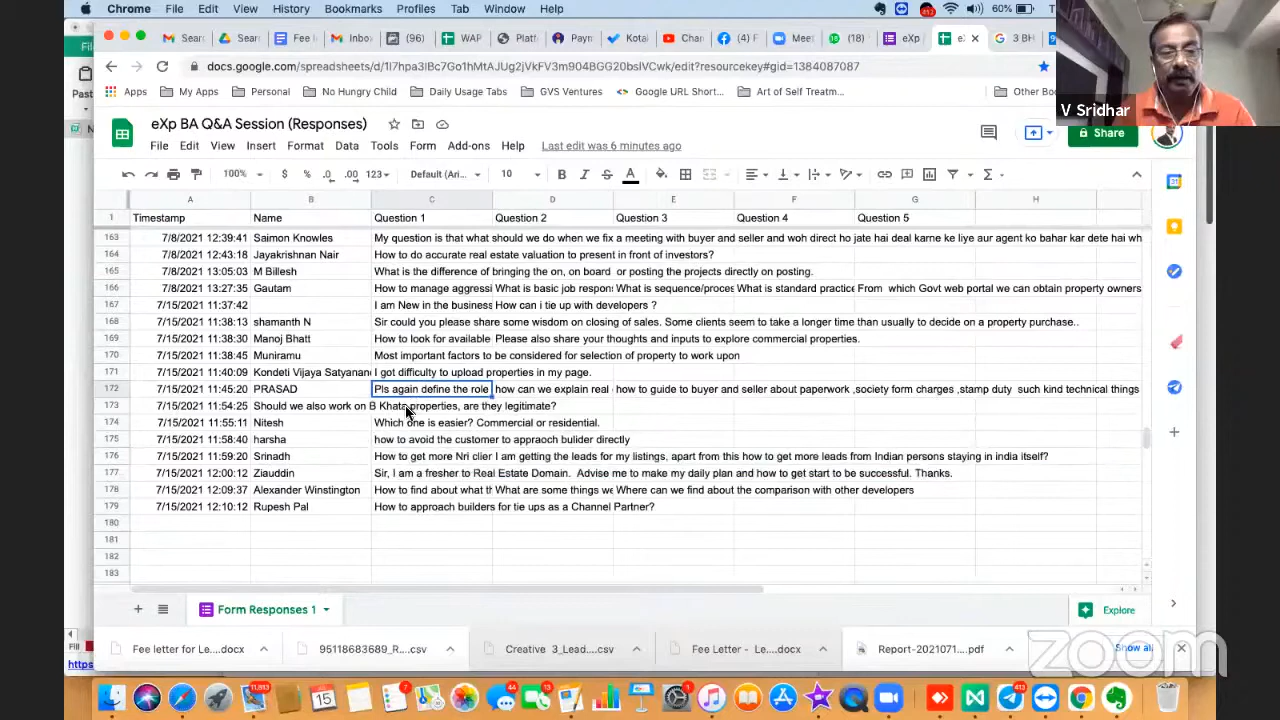 Chrome File Edit View History Bookmarks Profiles Tab Window Help 60%
Sear Sear Fee l Inbo (96) WAP Platf Payn Kota Cha (4) F Mee (18) eXp 3 BH
docs.google.com/spreadsheets/d/
edit?resourcekey#gid=1384087087
Apps My Apps Personal No Hungry Child Daily Usage Tabs GVS Ventures Google URL Short... Art of Self Treatm... Other Boo
V Sridhar
eXp BA Q&A Session (Responses)
File Edit View Insert Format Data Tools Form Add-ons Help Last edit was 6 minutes ago
Share
Past
100% $ % .0 .00 123 Default (Ari... 10 B I S A
A B C D E F G H
1 Timestamp Name Question 1 Question 2 Question 3 Question 4 Question 5
163 7/8/2021 12:39:41 Saimon Knowles My question is that what should we do when we fix a meeting with buyer and seller and woh direct ho jate hai deal karne ke liye aur agent ko bahar kar dete hai wh
164 7/8/2021 12:43:18 Jayakrishnan Nair How to do accurate real estate valuation to present in front of investors?
165 7/8/2021 13:05:03 M Billesh What is the difference of bringing the on, on board or posting the projects directly on posting.
166 7/8/2021 13:27:35 Gautam How to manage aggressi What is basic job respon What is sequence/proces What is standard practice From which Govt web portal we can obtain property owners
167 7/15/2021 11:37:42 I am New in the business How can i tie up with developers ?
168 7/15/2021 11:38:13 shamanth N Sir could you please share some wisdom on closing of sales. Some clients seem to take a longer time than usually to decide on a property purchase..
169 7/15/2021 11:38:30 Manoj Bhatt How to look for available Please also share your thoughts and inputs to explore commercial properties.
170 7/15/2021 11:38:45 Muniramu Most important factors to be considered for selection of property to work upon
171 7/15/2021 11:40:09 Kondeti Vijaya Satyanand I got difficulty to upload properties in my page.
172 7/15/2021 11:45:20 PRASAD Pls again define the role how can we explain real how to guide to buyer and seller about paperwork ,society form charges ,stamp duty such kind technical things
173 7/15/2021 11:54:25 Should we also work on B Khata properties, are they legitimate?
174 7/15/2021 11:55:11 Nitesh Which one is easier? Commercial or residential.
175 7/15/2021 11:58:40 harsha how to avoid the customer to appraoch bulider directly
176 7/15/2021 11:59:20 Srinadh How to get more Nri clier I am getting the leads for my listings, apart from this how to get more leads from Indian persons staying in india itself?
177 7/15/2021 12:00:12 Ziauddin Sir, I am a fresher to Real Estate Domain. Advise me to make my daily plan and how to get start to be successful. Thanks.
178 7/15/2021 12:09:37 Alexander Winstington How to find about what th What are some things we Where can we find about the comparison with other developers
179 7/15/2021 12:10:12 Rupesh Pal How to approach builders for tie ups as a Channel Partner?
180
181
182
183
Form Responses 1 Explore
Fill
Fee letter for Le....docx 95118683689_R....csv Creative 3_Lead....csv Fee Letter - Le....docx Report-2021071....pdf Show all
https
zoom